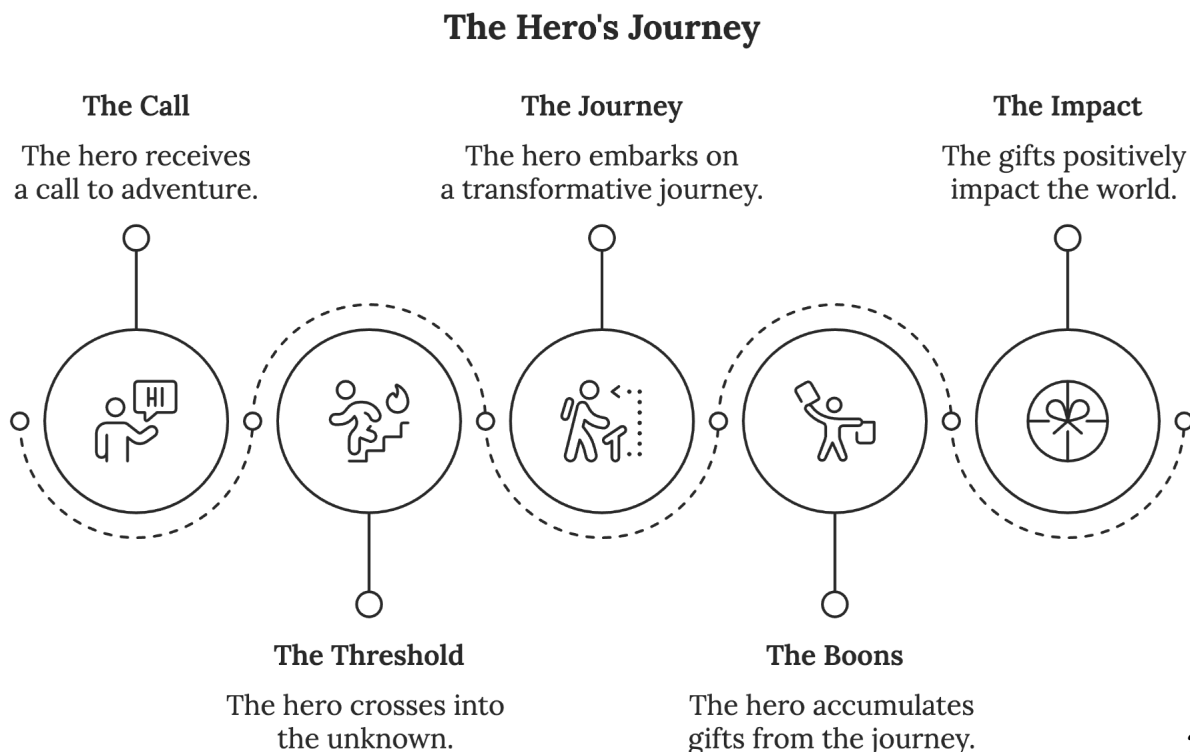 The Hero's Journey
The Call
The hero receives
a call to adventure.
The Journey
The hero embarks on
a transformative journey.
The Impact
The gifts positively
impact the world.
HI
The Threshold
The hero crosses into
the unknown.
The Boons
The hero accumulates
gifts from the journey.